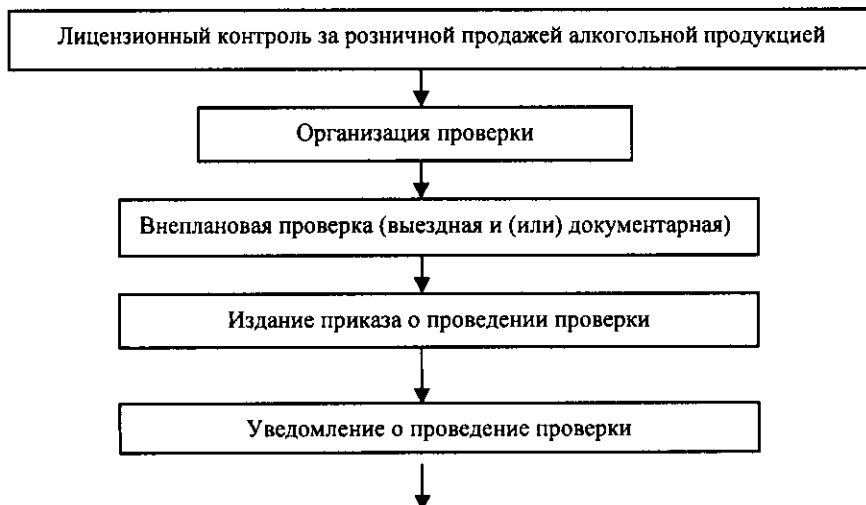 Лицензионный контроль за розничной продажей алкогольной продукцией
Организация проверки
Внеплановая проверка (выездная и (или) документарная)
Издание приказа о проведении проверки
Уведомление о проведение проверки